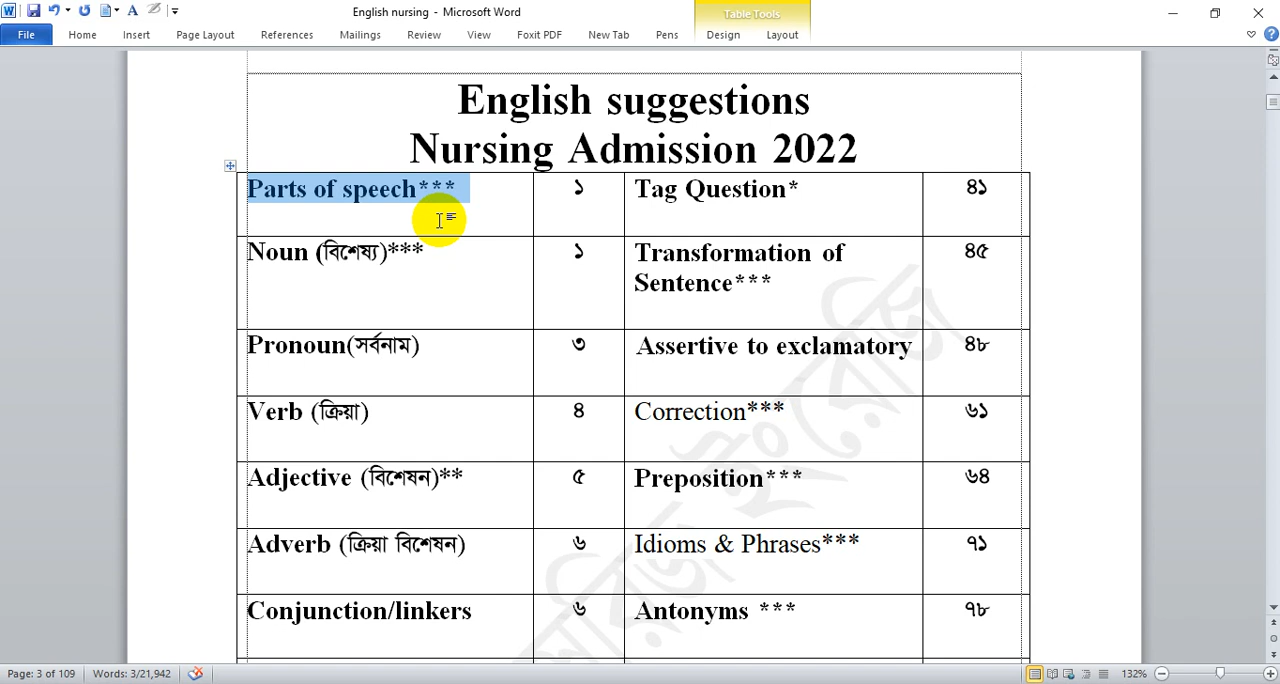 English nursing - Microsoft Word
Table Tools
File Home Insert Page Layout References Mailings Review View Foxit PDF New Tab Pens Design Layout
English suggestions
Nursing Admission 2022
Parts of speech*** ১ Tag Question* ৪১
Noun (বিশেষ্য)*** ১ Transformation of ৪৫
Sentence***
Pronoun(সর্বনাম) ৩ Assertive to exclamatory ৪৮
Verb (ক্রিয়া) ৪ Correction*** ৬১
Adjective (বিশেষন)** ৫ Preposition*** ৬৪
Adverb (ক্রিয়া বিশেষন) ৬ Idioms & Phrases*** ৭১
Conjunction/linkers ৬ Antonyms *** ৭৮
Page: 3 of 109 Words: 3/21,942 132%